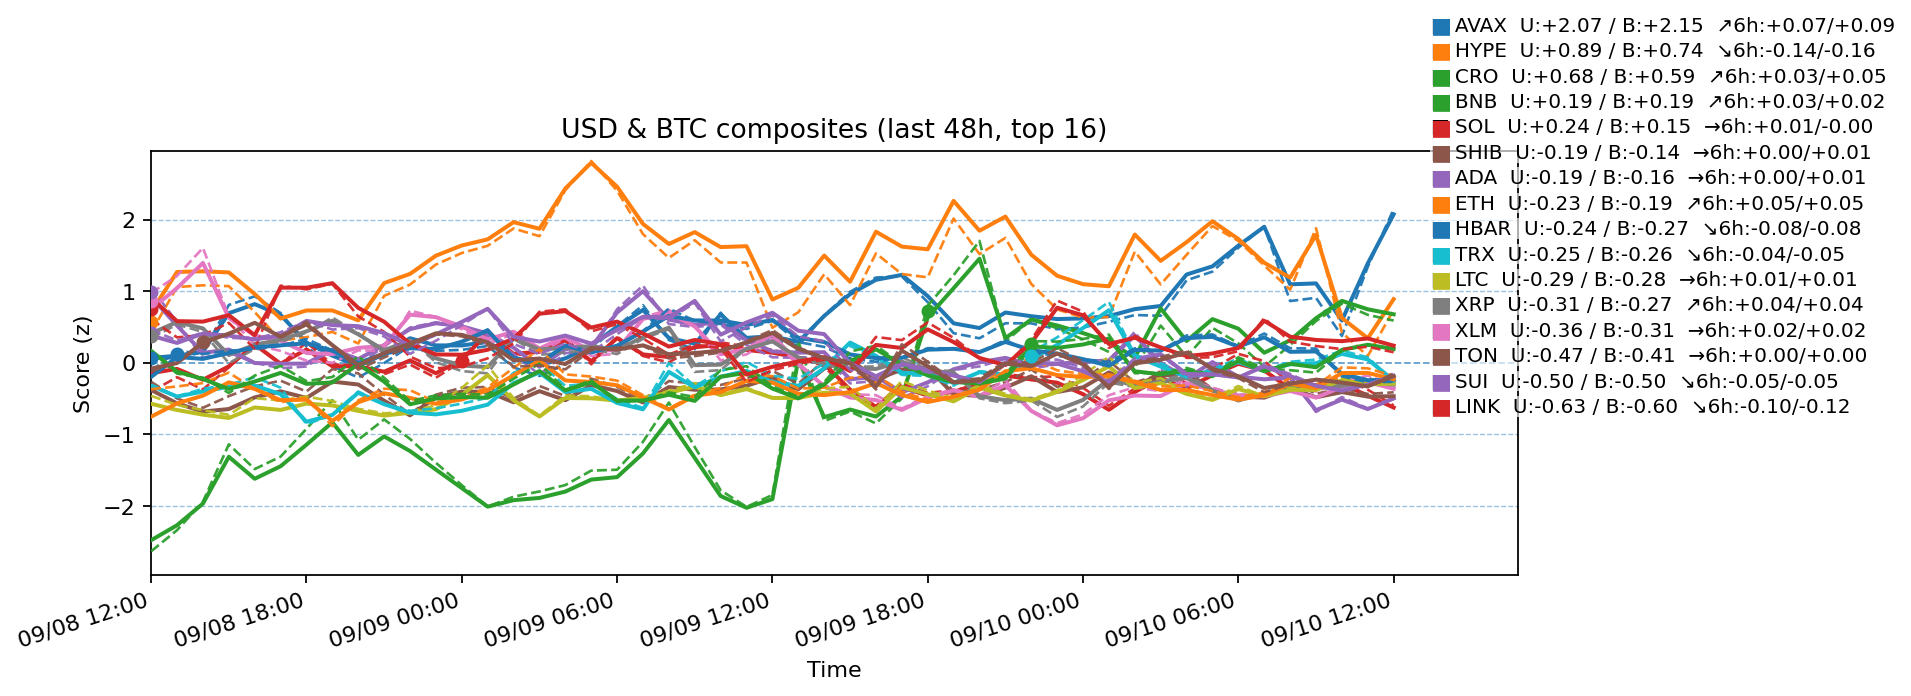 AVAX  U:+2.07 / B:+2.15  ↗6h:+0.07/+0.09
HYPE  U:+0.89 / B:+0.74  ↘6h:-0.14/-0.16
CRO  U:+0.68 / B:+0.59  ↗6h:+0.03/+0.05
BNB  U:+0.19 / B:+0.19  ↗6h:+0.03/+0.02
SOL  U:+0.24 / B:+0.15  →6h:+0.01/-0.00
SHIB  U:-0.19 / B:-0.14  →6h:+0.00/+0.01
ADA  U:-0.19 / B:-0.16  →6h:+0.00/+0.01
ETH  U:-0.23 / B:-0.19  ↗6h:+0.05/+0.05
HBAR  U:-0.24 / B:-0.27  ↘6h:-0.08/-0.08
TRX  U:-0.25 / B:-0.26  ↘6h:-0.04/-0.05
LTC  U:-0.29 / B:-0.28  →6h:+0.01/+0.01
XRP  U:-0.31 / B:-0.27  ↗6h:+0.04/+0.04
XLM  U:-0.36 / B:-0.31  →6h:+0.02/+0.02
TON  U:-0.47 / B:-0.41  →6h:+0.00/+0.00
SUI  U:-0.50 / B:-0.50  ↘6h:-0.05/-0.05
LINK  U:-0.63 / B:-0.60  ↘6h:-0.10/-0.12
USD & BTC composites (last 48h, top 16)
Score (z)
2
1
0
−1
−2
09/08 12:00
09/08 18:00
09/09 00:00
09/09 06:00
09/09 12:00
09/09 18:00
09/10 00:00
09/10 06:00
09/10 12:00
Time